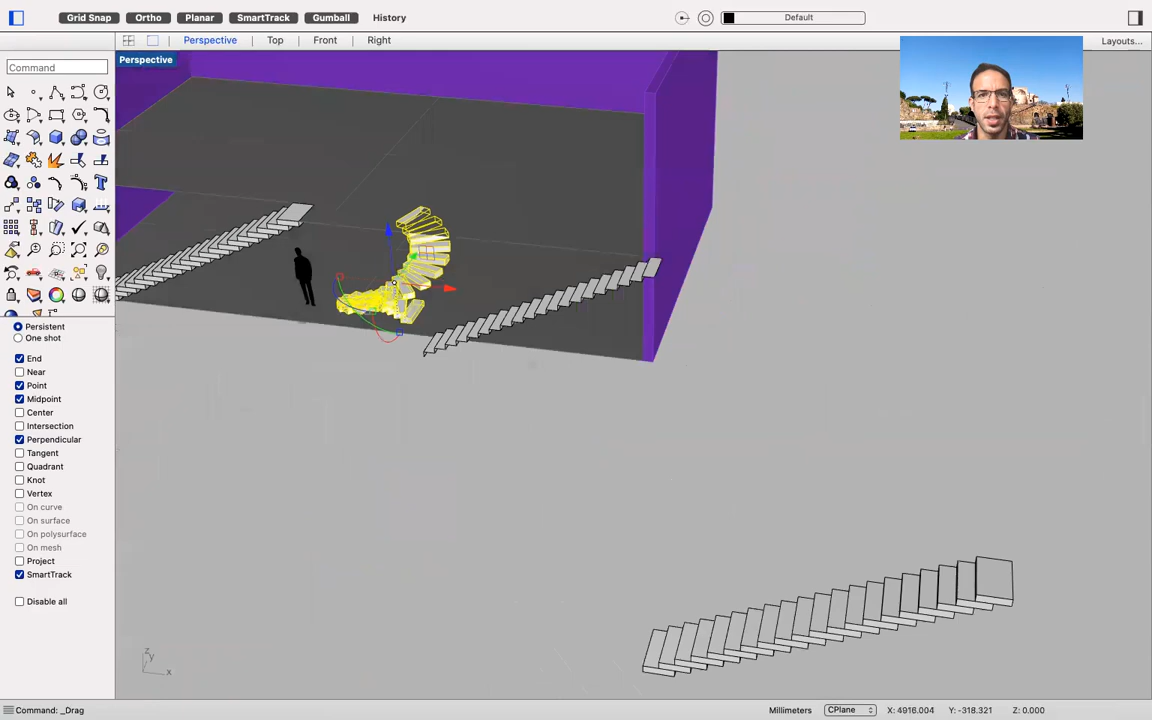 Grid Snap Ortho Planar SmartTrack Gumball History Default
Perspective Top Front Right Layouts...
Perspective
Command
Persistent
One shot
End
Near
Point
Midpoint
Center
Intersection
Perpendicular
Tangent
Quadrant
Knot
Vertex
On curve
On surface
On polysurface
On mesh
Project
SmartTrack
Disable all
z
y
x
Command: _Drag Millimeters CPlane X: 4916.004 Y: -318.321 Z: 0.000